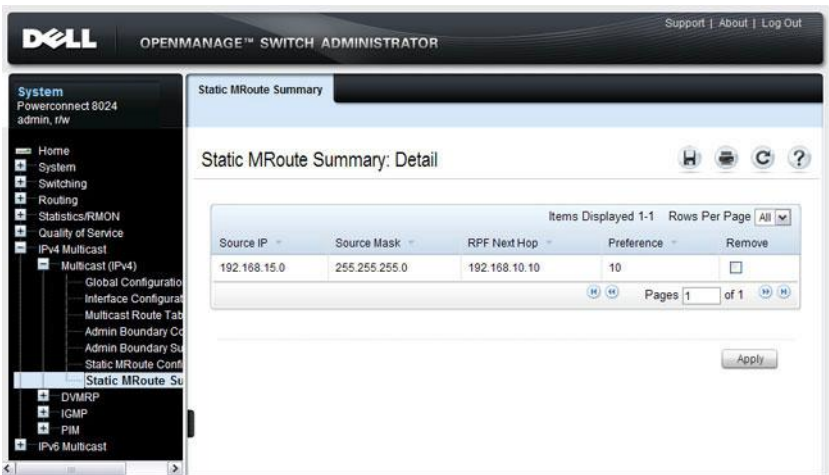 Support | About | Log Out
DELL OPENMANAGE™ SWITCH ADMINISTRATOR
System
Powerconnect 8024
admin, r/w
Home
System
Switching
Routing
Statistics/RMON
Quality of Service
IPv4 Multicast
Multicast (IPv4)
Global Configuratio
Interface Configurat
Multicast Route Tab
Admin Boundary Co
Admin Boundary Su
Static MRoute Confi
Static MRoute Su
DVMRP
IGMP
PIM
IPv6 Multicast
Static MRoute Summary
Static MRoute Summary: Detail
Items Displayed 1-1 Rows Per Page All
Source IP Source Mask RPF Next Hop Preference Remove
192.168.15.0 255.255.255.0 192.168.10.10 10
Pages 1 of 1
Apply